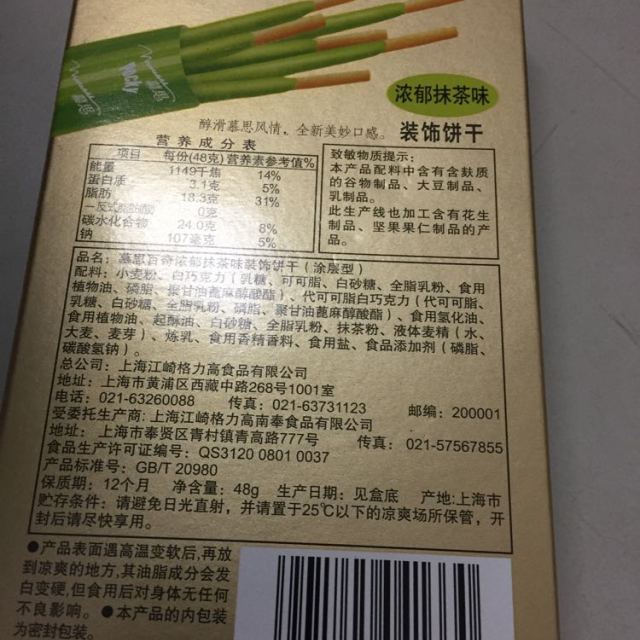 浓郁抹茶味
醇滑慕思风情，全新美妙口感。 装饰饼干
营养成分表
项目 每份(48克) 营养素参考值%
能量 1149千焦 14%
蛋白质 3.1克 5%
脂肪 18.3克 31%
—反式脂肪酸 0克
碳水化合物 24.0克 8%
钠 107毫克 5%
致敏物质提示：
本产品配料中含有含麸质
的谷物制品、大豆制品、
乳制品。
此生产线也加工含有花生
制品、坚果果仁制品的产
品。
品名：慕思百奇浓郁抹茶味装饰饼干（涂层型）
配料：小麦粉、白巧克力（乳糖、可可脂、白砂糖、全脂乳粉、食用
植物油、磷脂、聚甘油蓖麻醇酸酯）、代可可脂白巧克力（代可可脂、
乳糖、白砂糖、全脂乳粉、磷脂、聚甘油蓖麻醇酸酯）、食用氢化油、
食用植物油、起酥油、白砂糖、全脂乳粉、抹茶粉、液体麦精（水、
大麦、麦芽）、炼乳、食用香精香料、食用盐、食品添加剂（磷脂、
碳酸氢钠）。
总公司：上海江崎格力高食品有限公司
地址：上海市黄浦区西藏中路268号1001室
电话：021-63260088 传真：021-63731123 邮编：200001
受委托生产商：上海江崎格力高南奉食品有限公司
地址：上海市奉贤区青村镇青高路777号 传真：021-57567855
食品生产许可证编号：QS3120 0801 0037
产品标准号：GB/T 20980
保质期：12个月 净含量：48g 生产日期：见盒底 产地:上海市
贮存条件：请避免日光直射，并请置于25℃以下的凉爽场所保管，开
封后请尽快享用。
●产品表面遇高温变软后,再放
到凉爽的地方,其油脂成分会发
白变硬,但食用后对身体无任何
不良影响。●本产品的内包装
为密封包装。